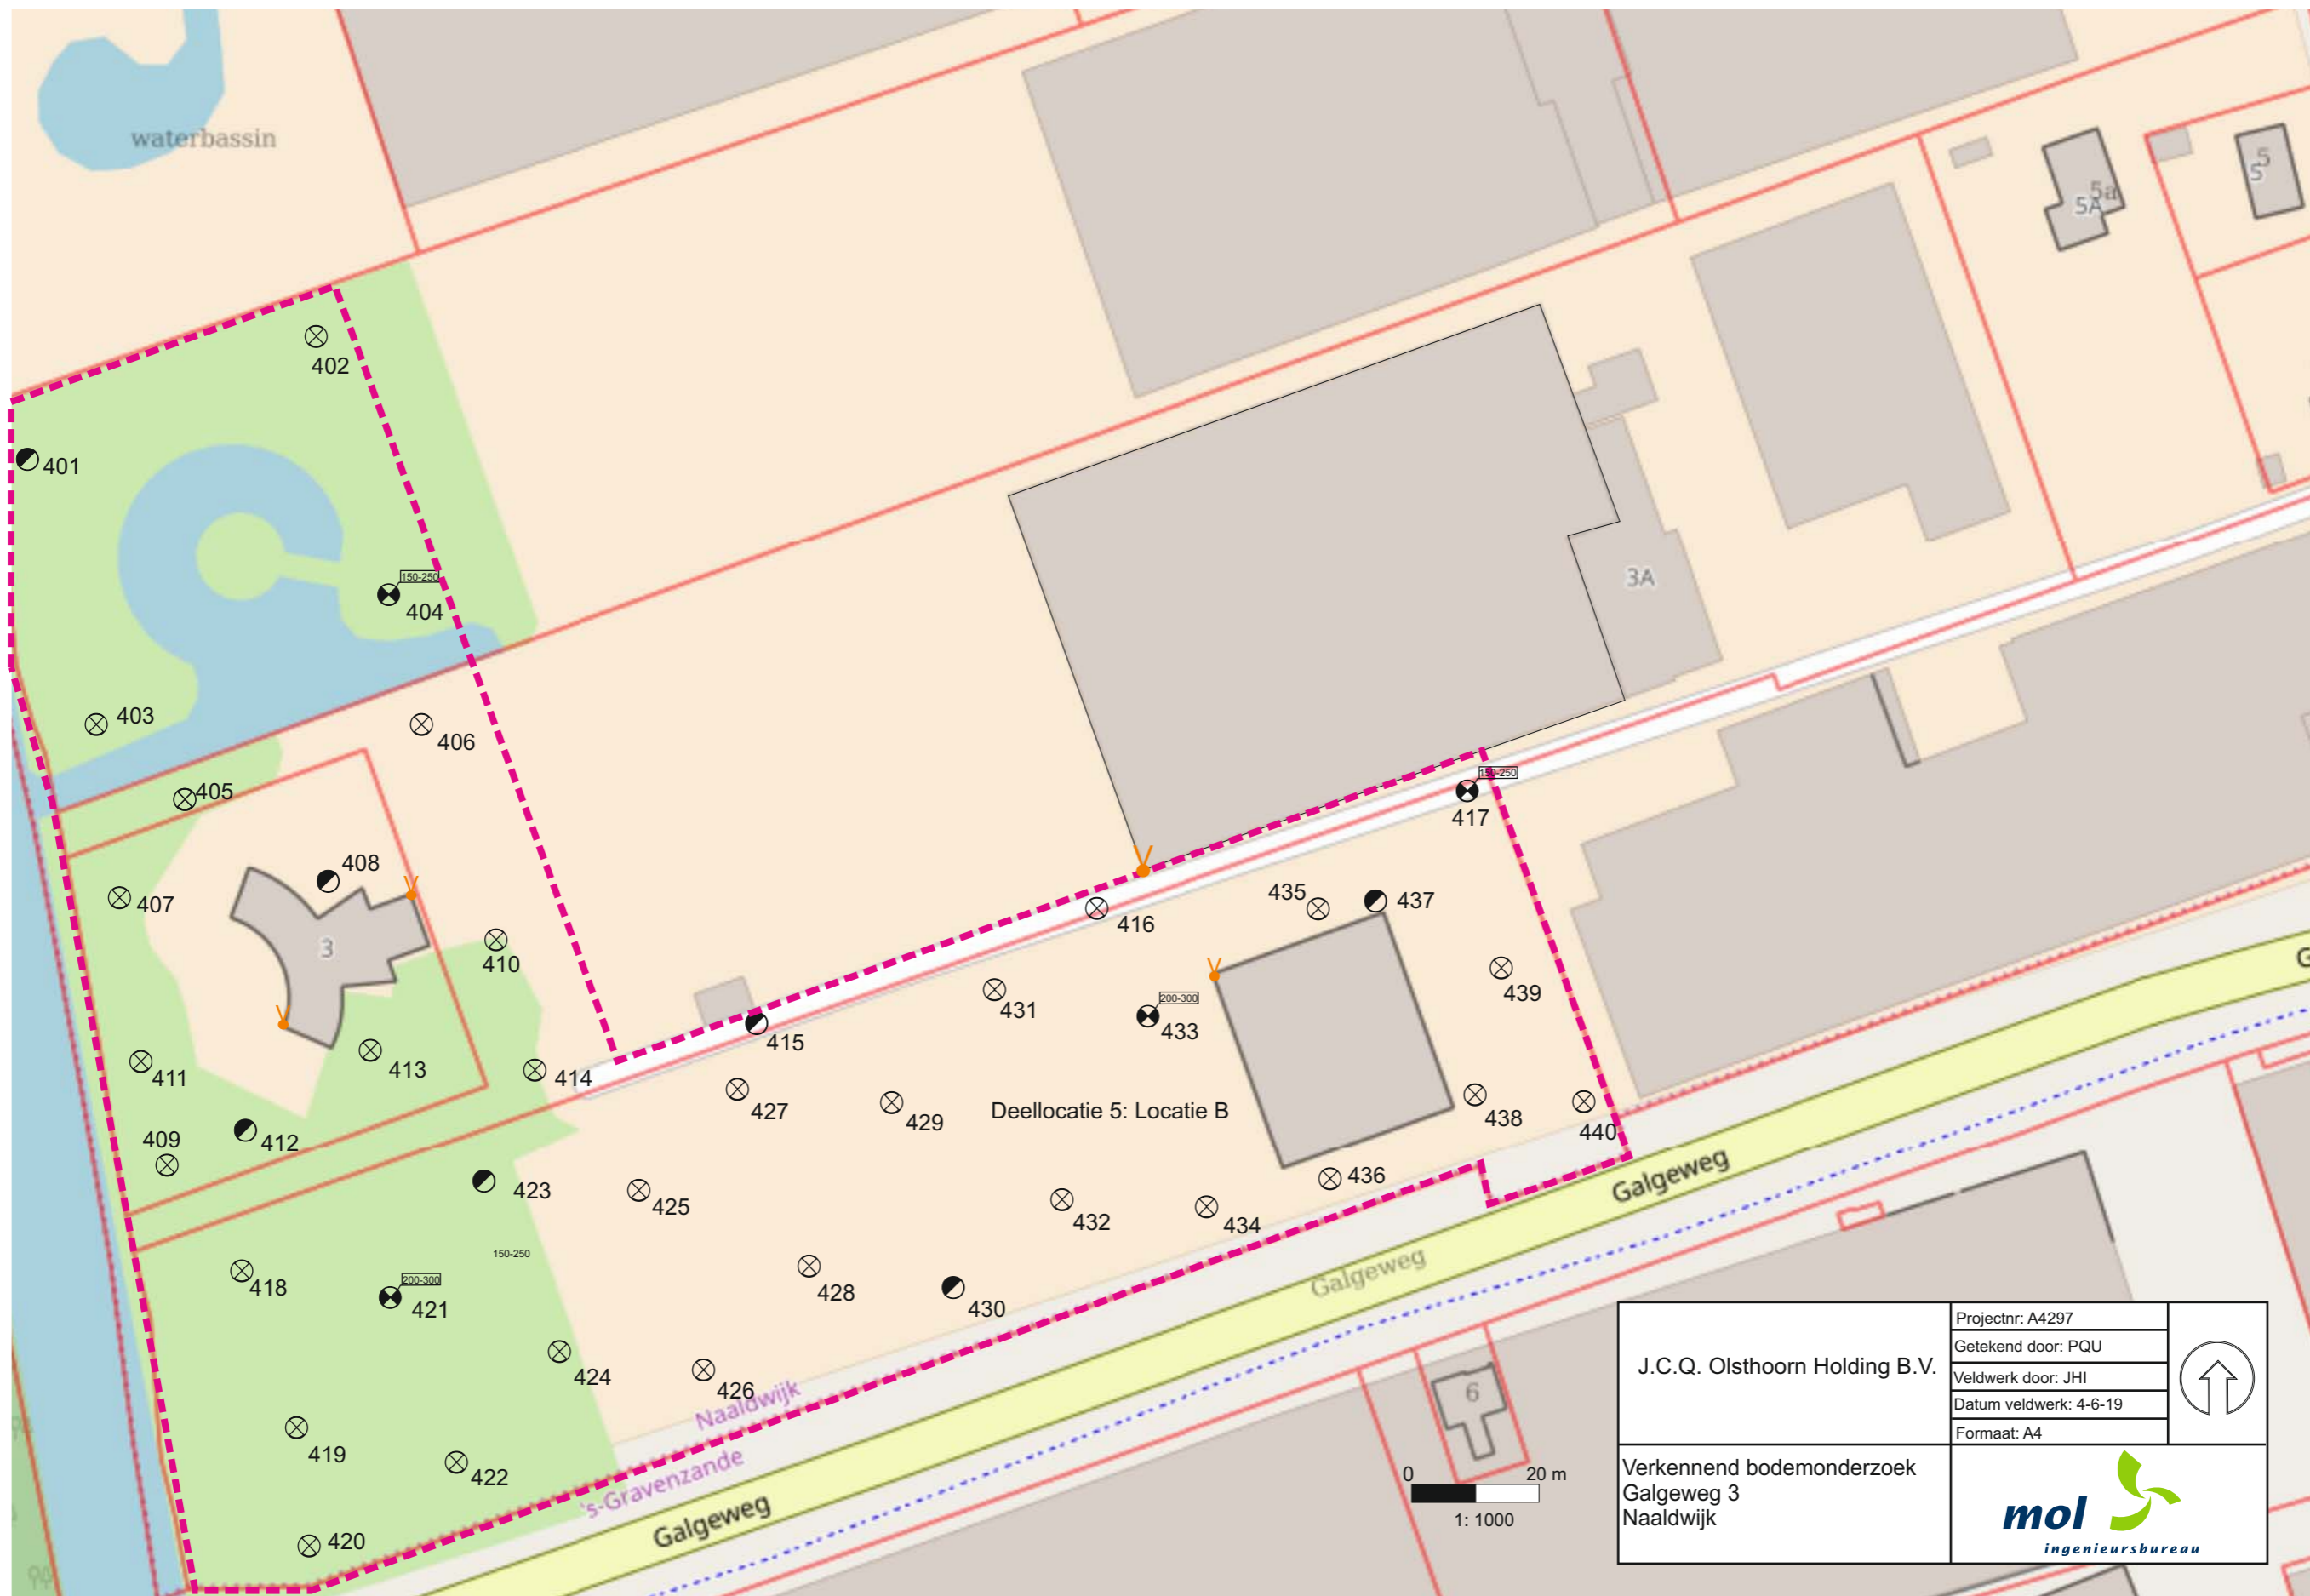 waterbassin
5
5
5a
5A
402
401
150-250
404
3A
403
406
405
150-250
417
408
V
V
V
407
435
437
416
3
410
V
439
431
200-300
433
V
415
411
413
414
427
429
Deellocatie 5: Locatie B
438
440
409
412
423
425
436
432
434
Galgeweg
150-250
418
200-300
421
428
430
Galgeweg
424
426
Naaldwijk
6
419
422
's-Gravenzande
420
Galgeweg
G
0 20 m
1: 1000
J.C.Q. Olsthoorn Holding B.V.
Projectnr: A4297
Getekend door: PQU
Veldwerk door: JHI
Datum veldwerk: 4-6-19
Formaat: A4
Verkennend bodemonderzoek
Galgeweg 3
Naaldwijk
mol
ingenieursbureau